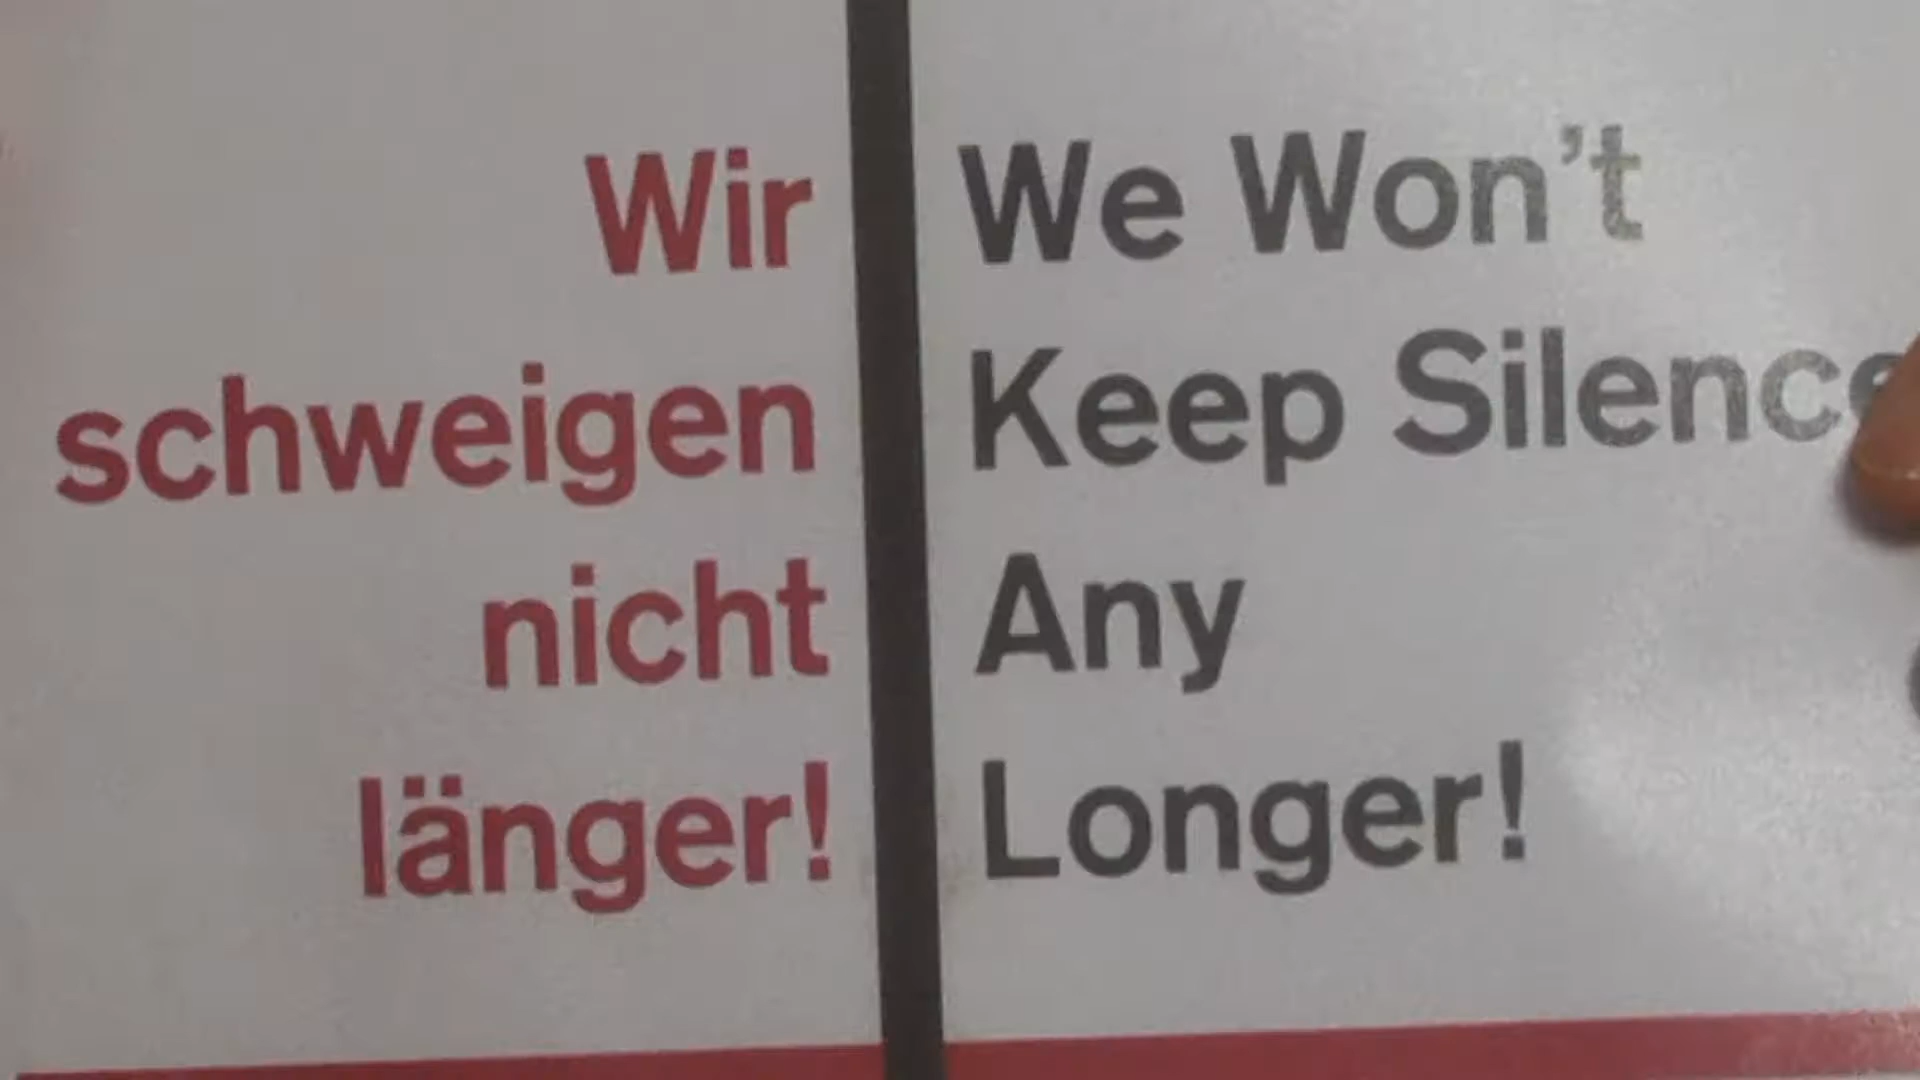 Wir
schweigen
nicht
länger!
We Won't
Keep Silence
Any
Longer!